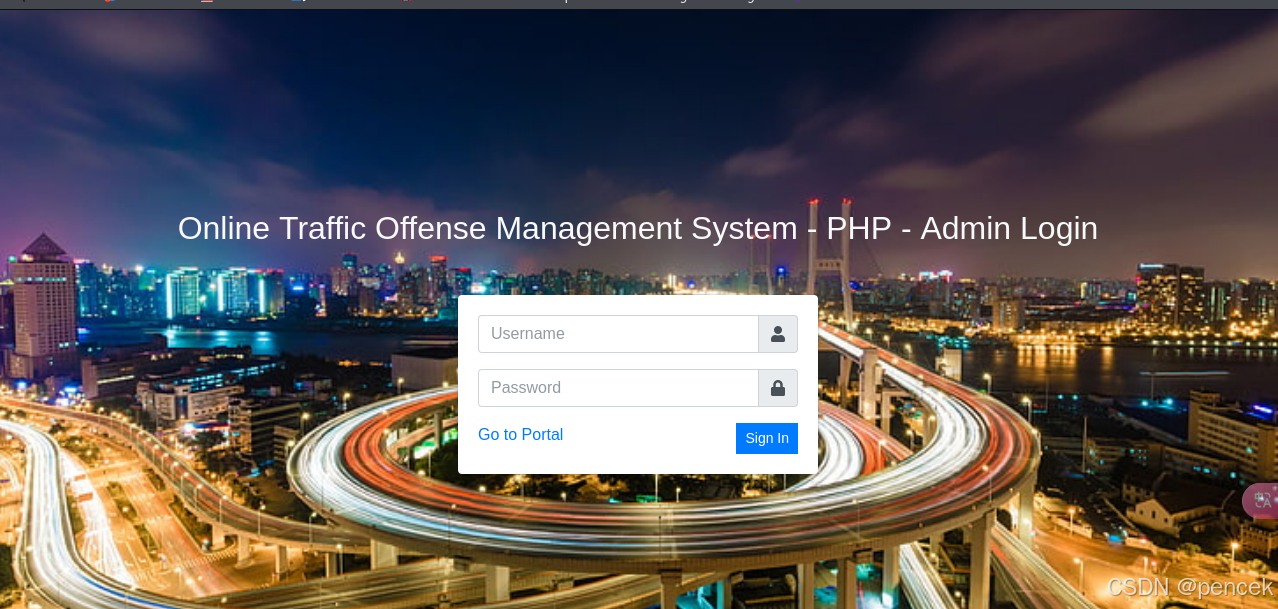 Online Traffic Offense Management System - PHP - Admin Login
Username
Password
Go to Portal
Sign In
CSDN @pencek